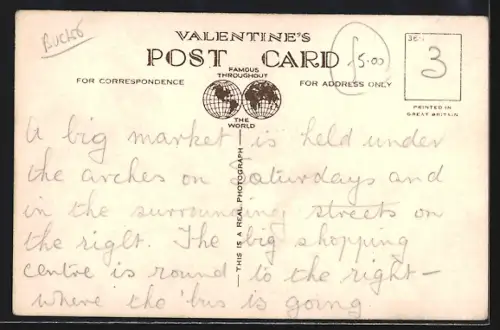 Bucks
VALENTINE'S
POST CARD
FAMOUS
THROUGHOUT
THE
WORLD
FOR CORRESPONDENCE
FOR ADDRESS ONLY
£5.00
3
PRINTED IN
GREAT BRITAIN
THIS IS A REAL PHOTOGRAPH
A big market is held under
the arches on Saturdays and
in the surrounding streets on
the right. The big shopping
centre is round to the right –
where the 'bus is going.